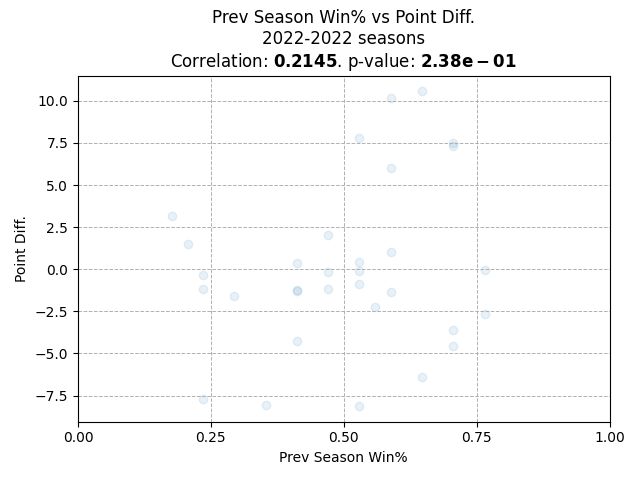 Prev Season Win% vs Point Diff.
2022-2022 seasons
Correlation: 0.2145. p-value: 2.38e − 01
10.0
7.5
5.0
2.5
0.0
−2.5
−5.0
−7.5
Point Diff.
0.00 0.25 0.50 0.75 1.00
Prev Season Win%